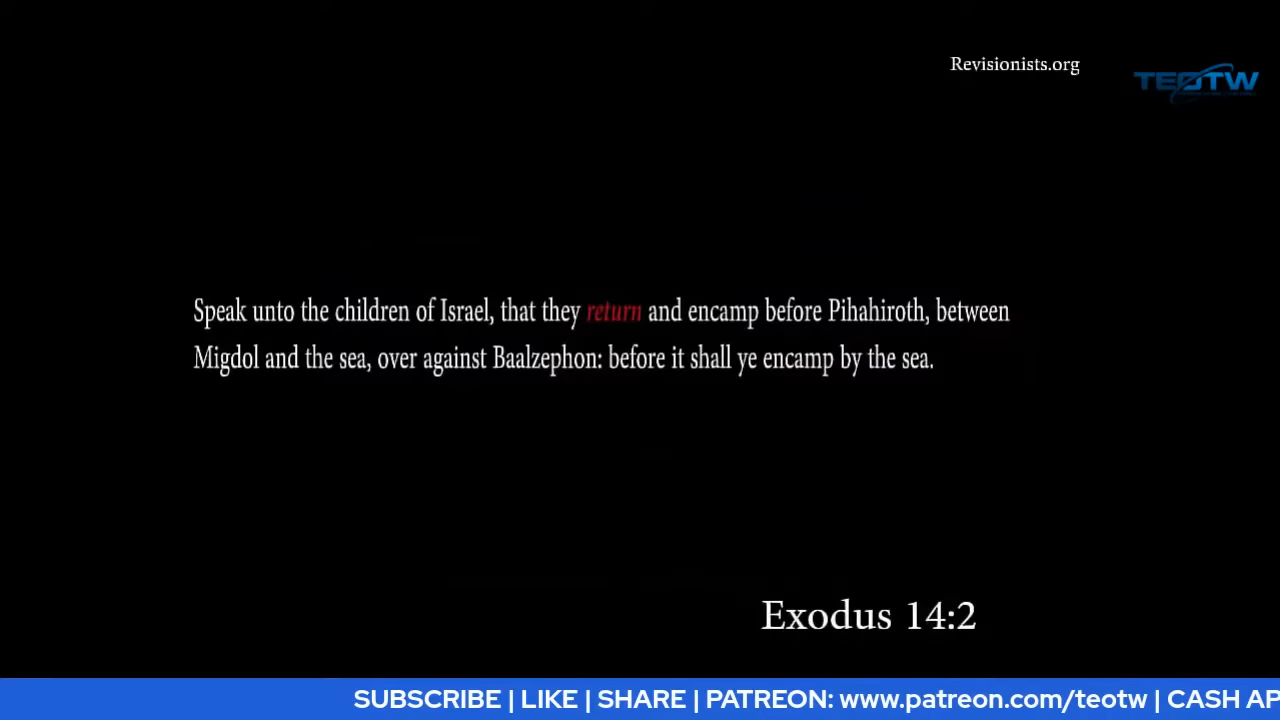 Revisionists.org
TEOTW
Speak unto the children of Israel, that they return and encamp before Pihahiroth, between
Migdol and the sea, over against Baalzephon: before it shall ye encamp by the sea.
Exodus 14:2
SUBSCRIBE | LIKE | SHARE | PATREON: www.patreon.com/teotw | CASH AP